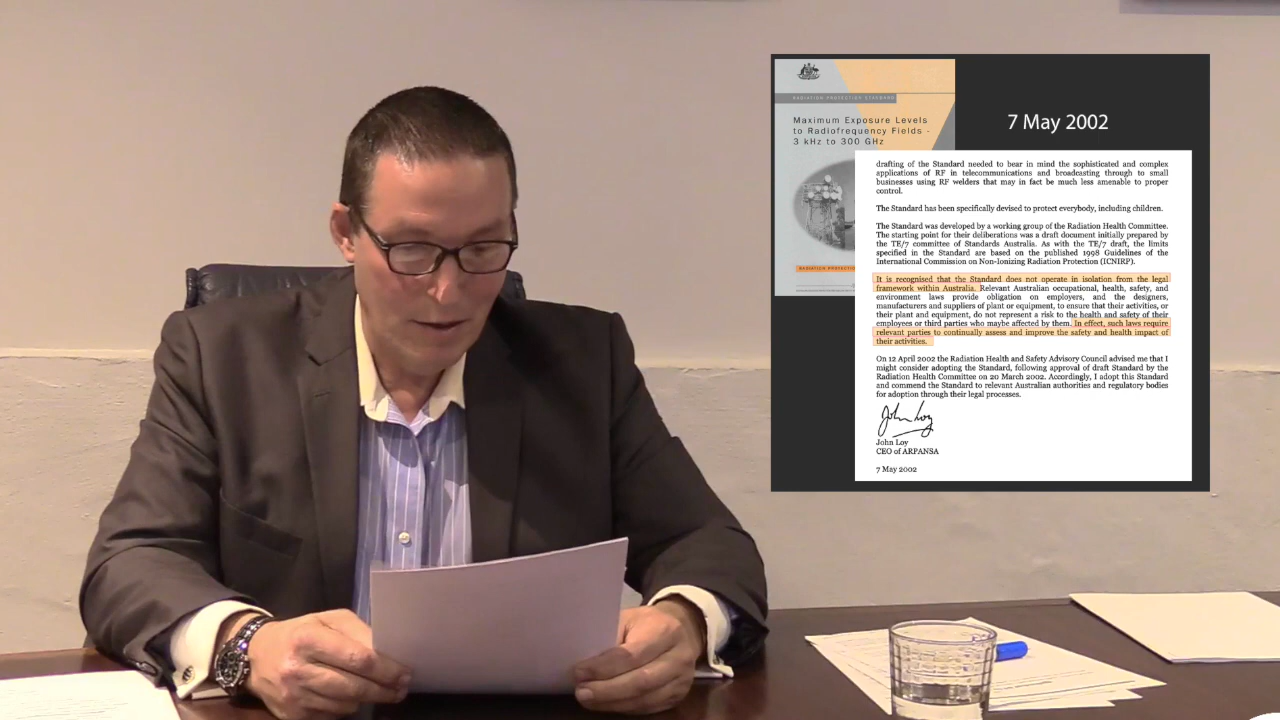 RADIATION PROTECTION STANDARD
Maximum Exposure Levels
to Radiofrequency Fields -
3 kHz to 300 GHz
7 May 2002
RADIATION PROTECTIO
drafting of the Standard needed to bear in mind the sophisticated and complex
applications of RF in telecommunications and broadcasting through to small
businesses using RF welders that may in fact be much less amenable to proper
control.
The Standard has been specifically devised to protect everybody, including children.
The Standard was developed by a working group of the Radiation Health Committee.
The starting point for their deliberations was a draft document initially prepared by
the TE/7 committee of Standards Australia. As with the TE/7 draft, the limits
specified in the Standard are based on the published 1998 Guidelines of the
International Commission on Non-Ionizing Radiation Protection (ICNIRP).
It is recognised that the Standard does not operate in isolation from the legal
framework within Australia. Relevant Australian occupational, health, safety, and
environment laws provide obligation on employers, and the designers,
manufacturers and suppliers of plant or equipment, to ensure that their activities, or
their plant and equipment, do not represent a risk to the health and safety of their
employees or third parties who maybe affected by them. In effect, such laws require
relevant parties to continually assess and improve the safety and health impact of
their activities.
On 12 April 2002 the Radiation Health and Safety Advisory Council advised me that I
might consider adopting the Standard, following approval of draft Standard by the
Radiation Health Committee on 20 March 2002. Accordingly, I adopt this Standard
and commend the Standard to relevant Australian authorities and regulatory bodies
for adoption through their legal processes.
John Loy
John Loy
CEO of ARPANSA
7 May 2002